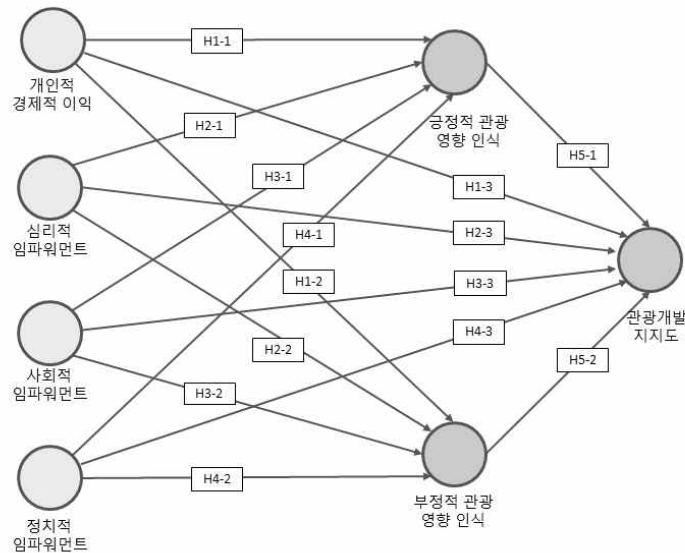 H1-1
개인적
경제적 이익
긍정적 관광
영향 인식
H2-1
H5-1
H3-1
H1-3
심리적
임파워먼트
H4-1
H2-3
H1-2
H3-3
관광개발
지지도
H4-3
H2-2
H5-2
사회적
임파워먼트
H3-2
H4-2
부정적 관광
영향 인식
정치적
임파워먼트